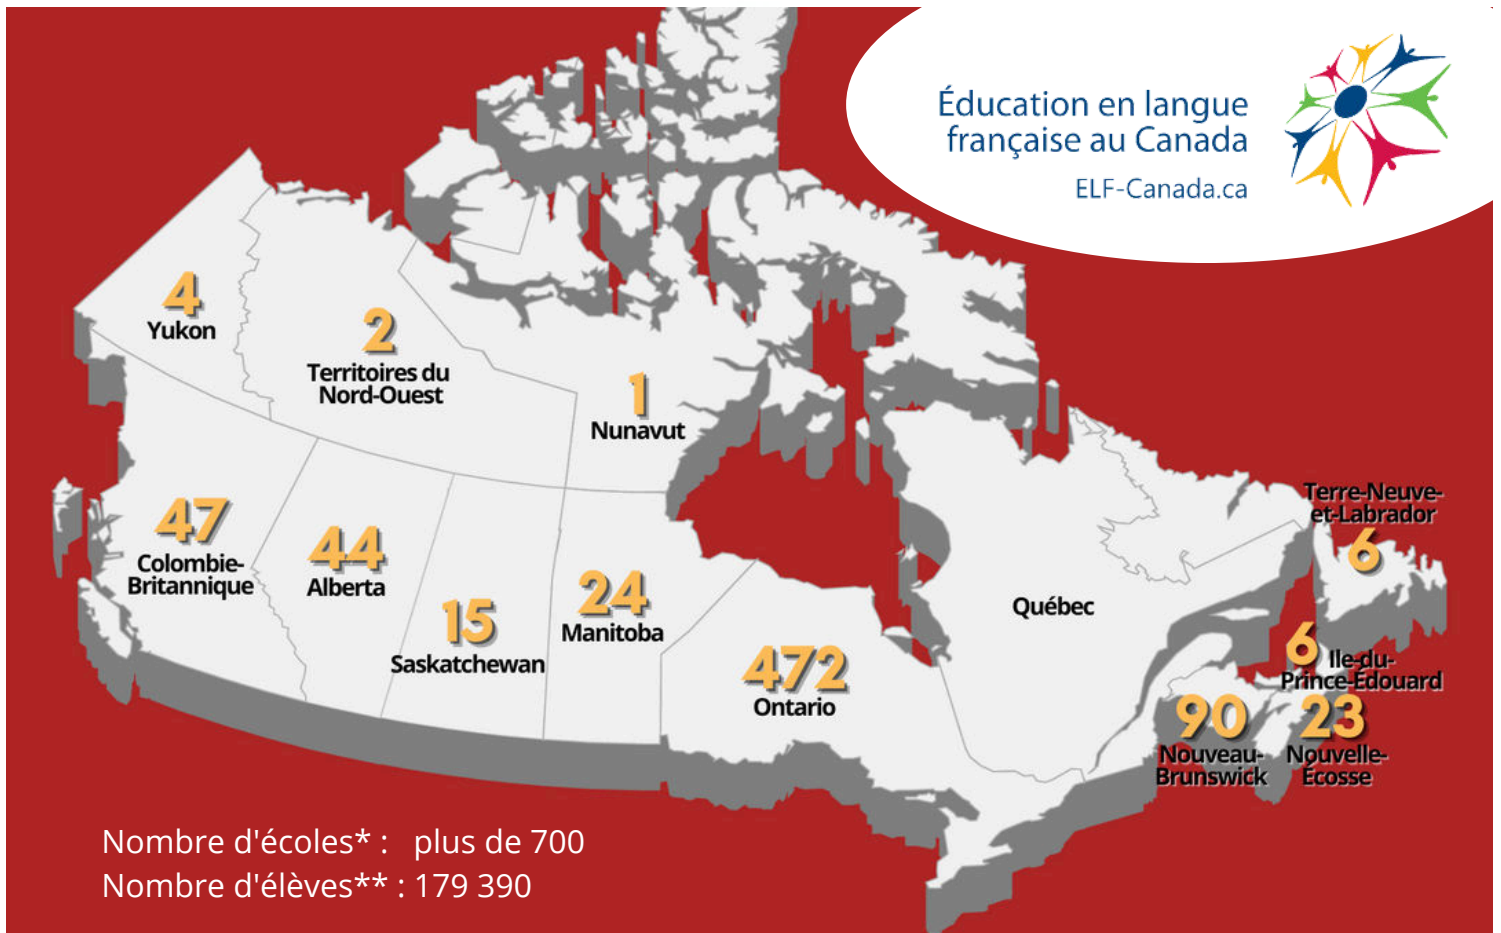 Éducation en langue
française au Canada
ELF-Canada.ca
4
Yukon
2
Territoires du
Nord-Ouest
1
Nunavut
47
Colombie-
Britannique
44
Alberta
15
Saskatchewan
24
Manitoba
472
Ontario
Québec
Terre-Neuve-
et-Labrador
6
6
Ile-du-
Prince-Édouard
90
Nouveau-
Brunswick
23
Nouvelle-
Écosse
Nombre d'écoles* : plus de 700
Nombre d'élèves** : 179 390